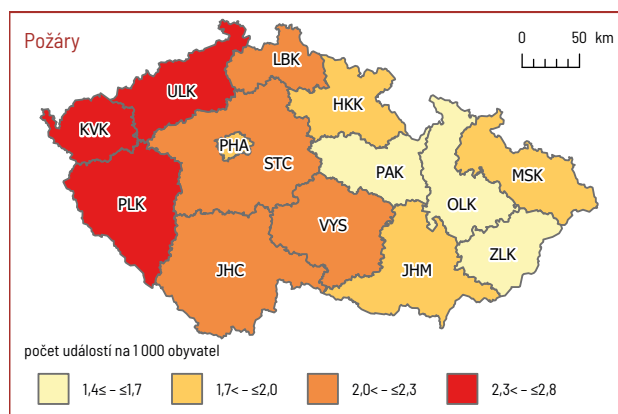 Požáry
0 50 km
LBK
ULK
HKK
KVK
PHA
STC
PAK
MSK
PLK
OLK
VYS
ZLK
JHC
JHM
počet událostí na 1 000 obyvatel
1,4≤ – ≤1,7 1,7< – ≤2,0 2,0< – ≤2,3 2,3< – ≤2,8